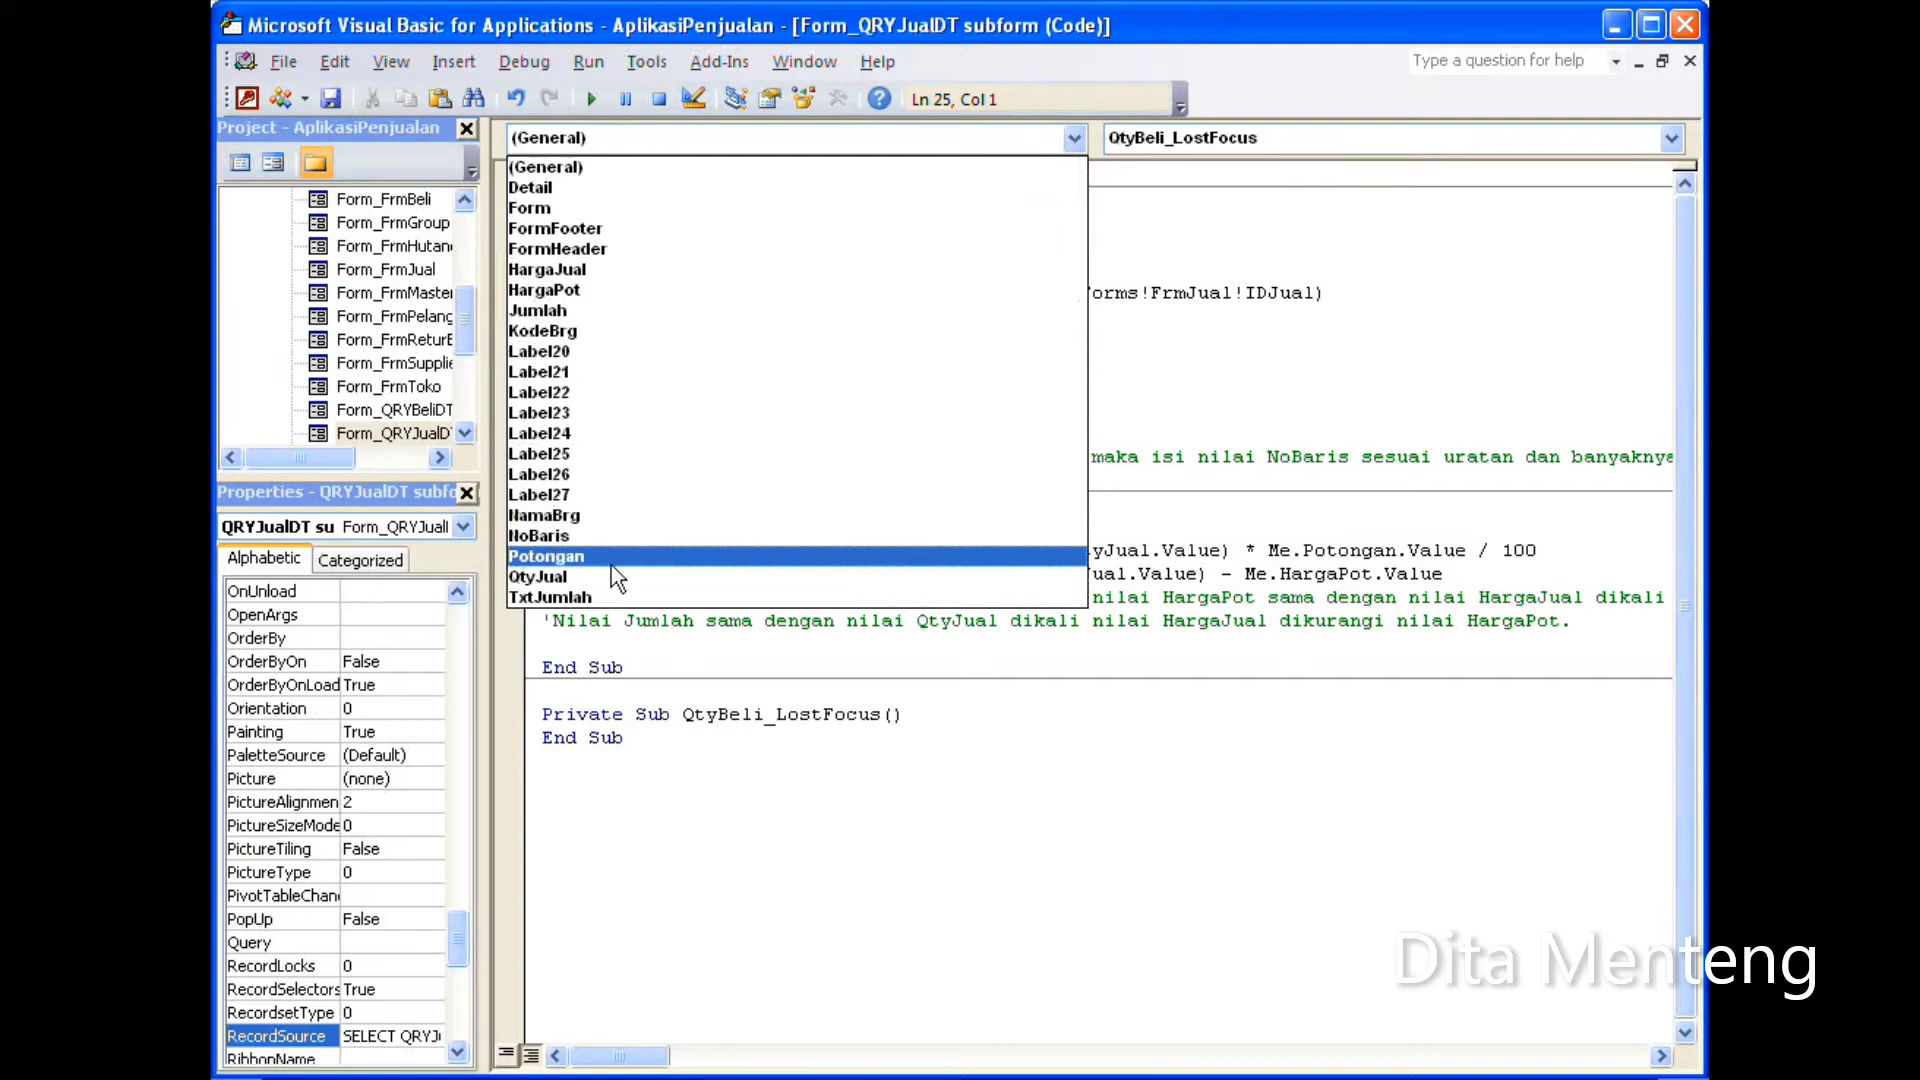 Microsoft Visual Basic for Applications - AplikasiPenjualan - [Form_QRYJualDT subform (Code)]
File Edit View Insert Debug Run Tools Add-Ins Window Help
Type a question for help
Ln 25, Col 1
Project - AplikasiPenjualan
(General)
QtyBeli_LostFocus
Form_FrmBeli
Form_FrmGroup
Form_FrmHutan
Form_FrmJual
Form_FrmMaster
Form_FrmPelang
Form_FrmReturB
Form_FrmSupplie
Form_FrmToko
Form_QRYBeliDT
Form_QRYJualD
(General)
Detail
Form
FormFooter
FormHeader
HargaJual
HargaPot
Jumlah
KodeBrg
Label20
Label21
Label22
Label23
Label24
Label25
Label26
Label27
NamaBrg
NoBaris
Potongan
QtyJual
TxtJumlah
orms!FrmJual!IDJual)
maka isi nilai NoBaris sesuai uratan dan banyaknya
yJual.Value) * Me.Potongan.Value / 100
ual.Value) - Me.HargaPot.Value
nilai HargaPot sama dengan nilai HargaJual dikali
'Nilai Jumlah sama dengan nilai QtyJual dikali nilai HargaJual dikurangi nilai HargaPot.
End Sub
Private Sub QtyBeli_LostFocus()
End Sub
Properties - QRYJualDT subfo
QRYJualDT su Form_QRYJual
Alphabetic Categorized
OnUnload
OpenArgs
OrderBy
OrderByOn False
OrderByOnLoad True
Orientation 0
Painting True
PaletteSource (Default)
Picture (none)
PictureAlignmen 2
PictureSizeMode 0
PictureTiling False
PictureType 0
PivotTableChan
PopUp False
Query
RecordLocks 0
RecordSelectors True
RecordsetType 0
RecordSource SELECT QRYJ
RibbonName
Dita Menteng